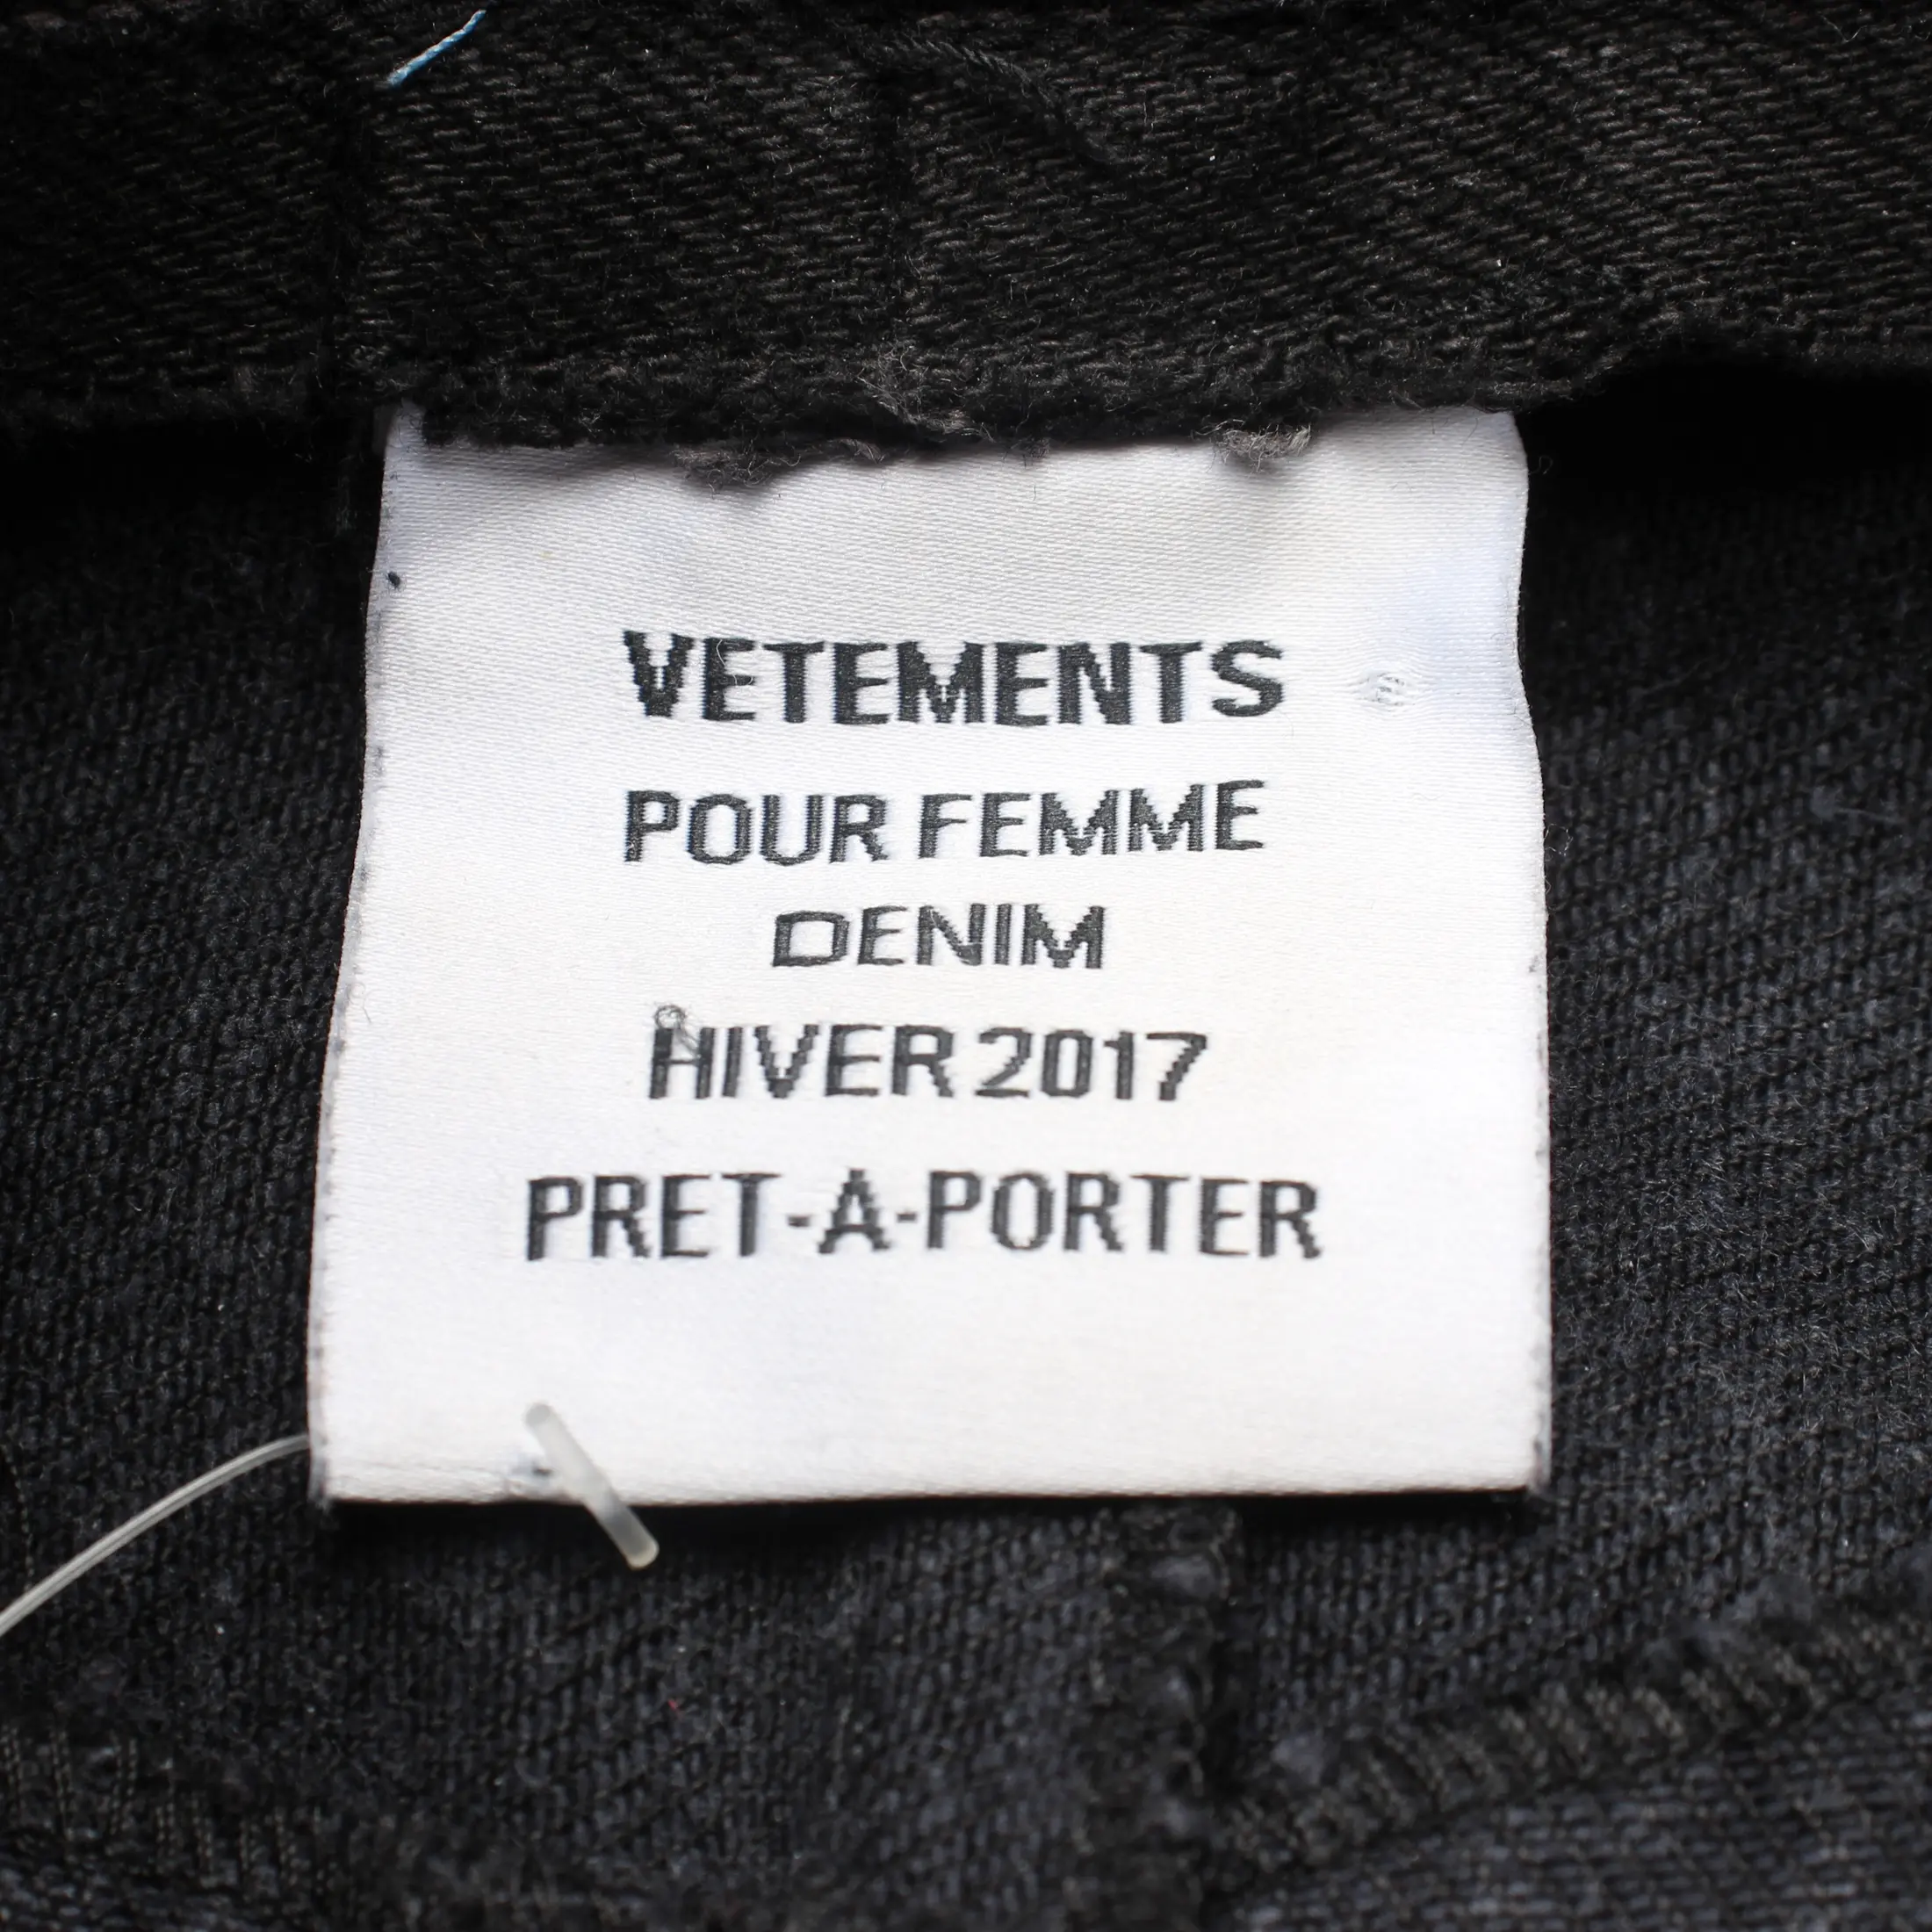 VETEMENTS
POUR FEMME
DENIM
HIVER 2017
PRET-A-PORTER